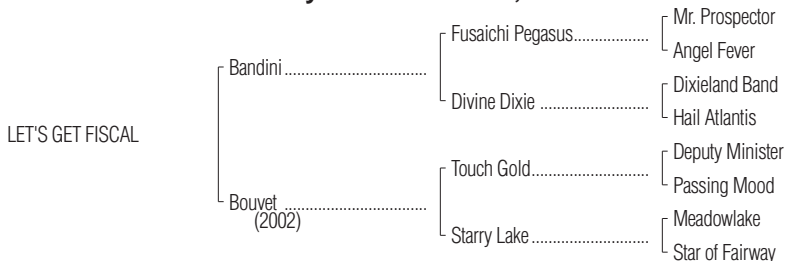 Mr. Prospector
Fusaichi Pegasus..................
Angel Fever
Bandini ..................................
Dixieland Band
Divine Dixie ..........................
Hail Atlantis
LET'S GET FISCAL
Deputy Minister
Touch Gold............................
Passing Mood
Bouvet ..................................
(2002)
Meadowlake
Starry Lake ............................
Star of Fairway